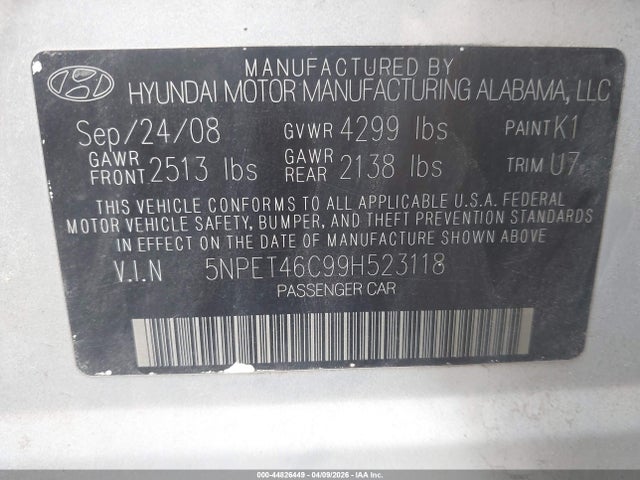 MANUFACTURED BY
HYUNDAI MOTOR MANUFACTURING ALABAMA, LLC
Sep/24/08 GVWR 4299 lbs PAINT K1
GAWR FRONT 2513 lbs GAWR REAR 2138 lbs TRIM U7
THIS VEHICLE CONFORMS TO ALL APPLICABLE U.S.A. FEDERAL
MOTOR VEHICLE SAFETY, BUMPER, AND THEFT PREVENTION STANDARDS
IN EFFECT ON THE DATE OF MANUFACTURE SHOWN ABOVE
V.I.N 5NPET46C99H523118
PASSENGER CAR
000-44826449 - 04/09/2026 - IAA Inc. All Rights Reserved